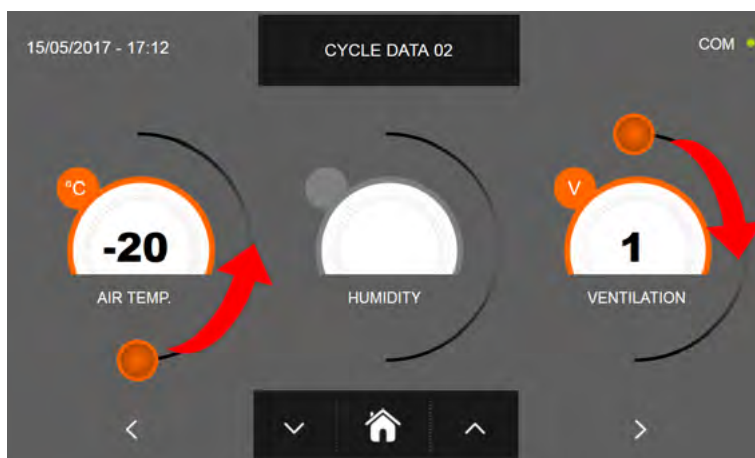 15/05/2017 - 17:12
CYCLE DATA 02
COM
°C
-20
AIR TEMP.
HUMIDITY
V
1
VENTILATION